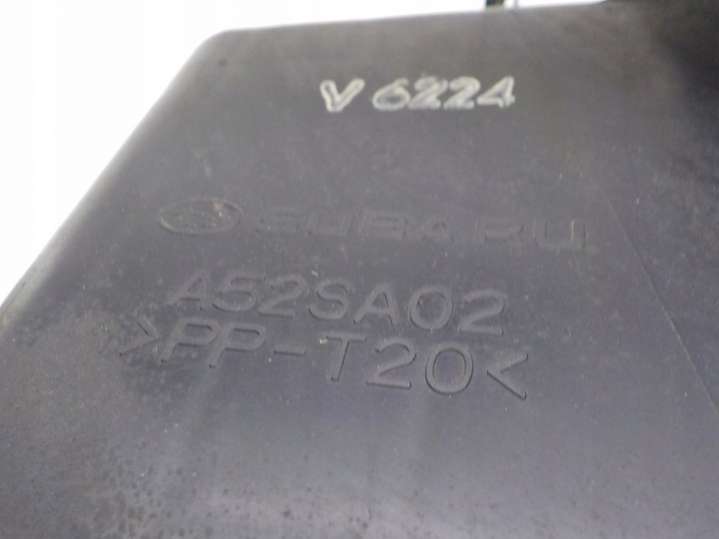 V 6224
SUBARU
A52SA02
>PP-T20<